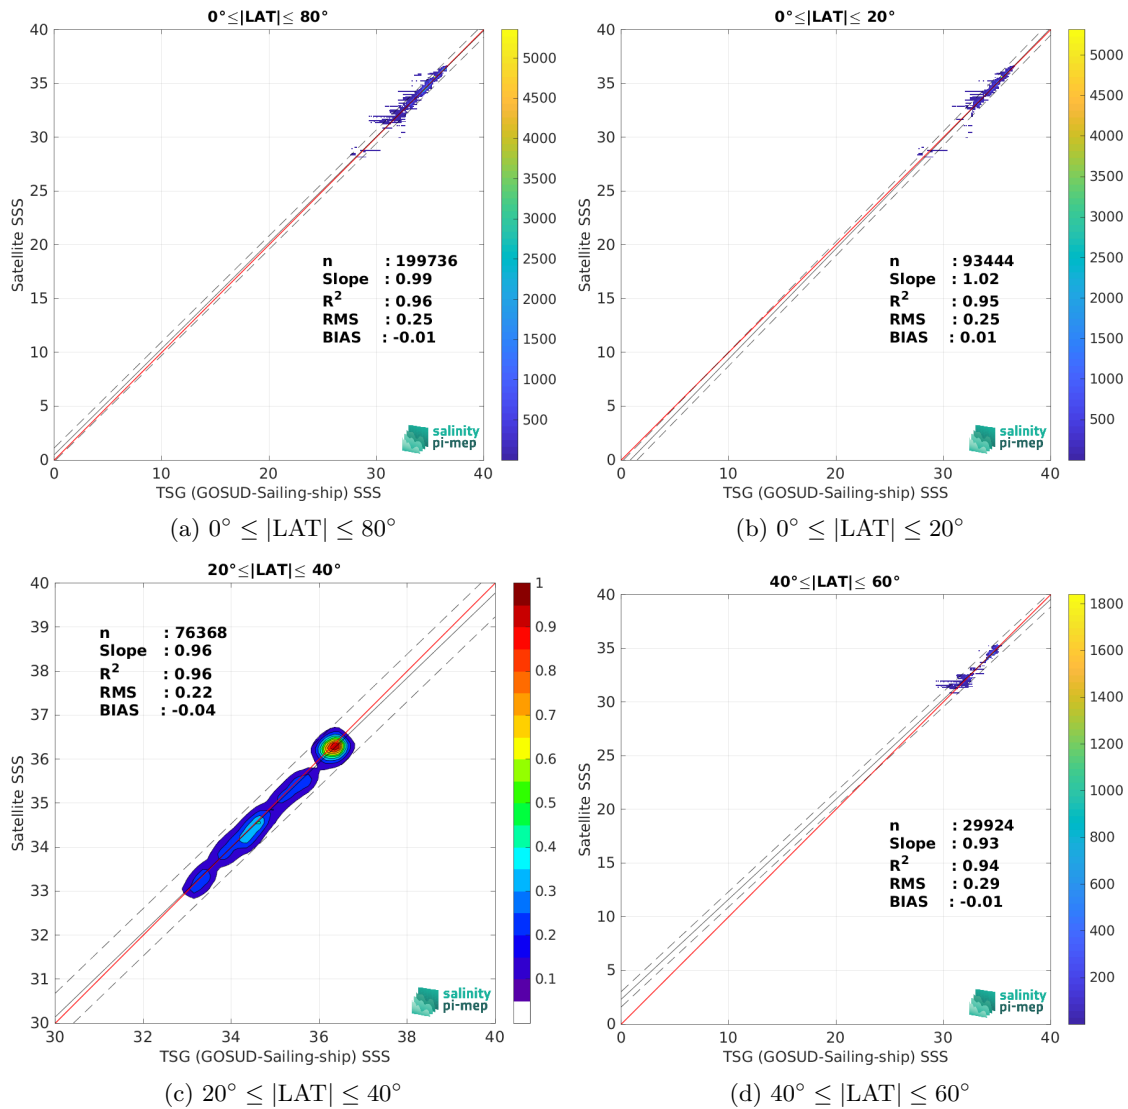 0°≤|LAT|≤ 80°
40
35
30
25
20
15
10
5
0
0
10
20
30
40
Satellite SSS
TSG (GOSUD-Sailing-ship) SSS
n : 199736
Slope : 0.99
R² : 0.96
RMS : 0.25
BIAS : -0.01
salinity
pi-mep
5000
4500
4000
3500
3000
2500
2000
1500
1000
500
(a) 0° ≤ |LAT| ≤ 80°
0°≤|LAT|≤ 20°
40
35
30
25
20
15
10
5
0
0
10
20
30
40
Satellite SSS
TSG (GOSUD-Sailing-ship) SSS
n : 93444
Slope : 1.02
R² : 0.95
RMS : 0.25
BIAS : 0.01
salinity
pi-mep
5000
4500
4000
3500
3000
2500
2000
1500
1000
500
(b) 0° ≤ |LAT| ≤ 20°
20°≤|LAT|≤ 40°
40
39
38
37
36
35
34
33
32
31
30
30
32
34
36
38
40
Satellite SSS
TSG (GOSUD-Sailing-ship) SSS
n : 76368
Slope : 0.96
R² : 0.96
RMS : 0.22
BIAS : -0.04
salinity
pi-mep
1
0.9
0.8
0.7
0.6
0.5
0.4
0.3
0.2
0.1
(c) 20° ≤ |LAT| ≤ 40°
40°≤|LAT|≤ 60°
40
35
30
25
20
15
10
5
0
0
10
20
30
40
Satellite SSS
TSG (GOSUD-Sailing-ship) SSS
n : 29924
Slope : 0.93
R² : 0.94
RMS : 0.29
BIAS : -0.01
salinity
pi-mep
1800
1600
1400
1200
1000
800
600
400
200
(d) 40° ≤ |LAT| ≤ 60°